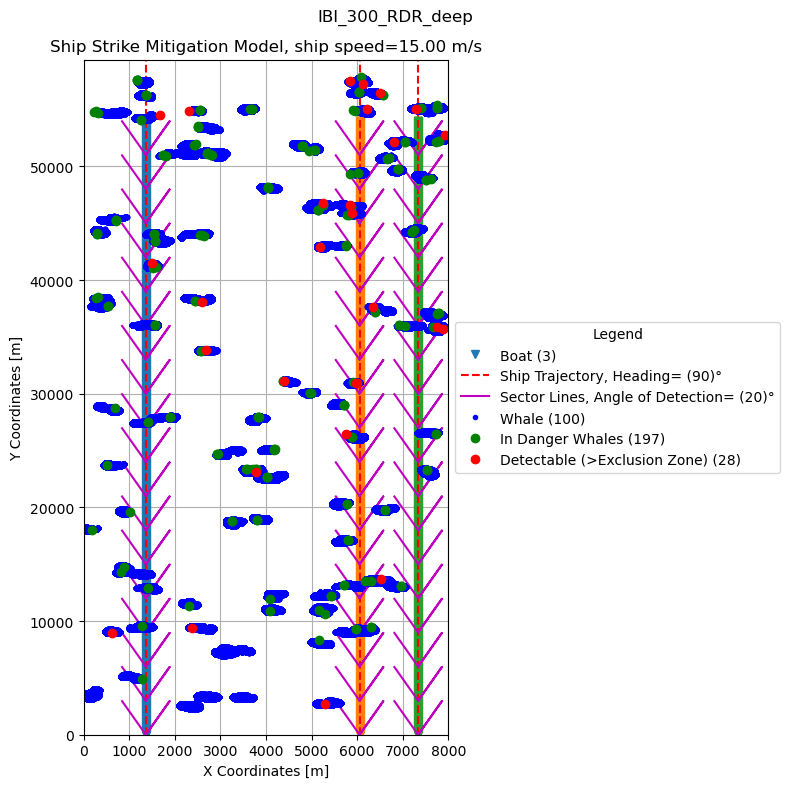 IBI_300_RDR_deep
Ship Strike Mitigation Model, ship speed=15.00 m/s
Y Coordinates [m]
50000
40000
30000
20000
10000
0
0 1000 2000 3000 4000 5000 6000 7000 8000
X Coordinates [m]
Legend
Boat (3)
Ship Trajectory, Heading= (90)°
Sector Lines, Angle of Detection= (20)°
Whale (100)
In Danger Whales (197)
Detectable (>Exclusion Zone) (28)